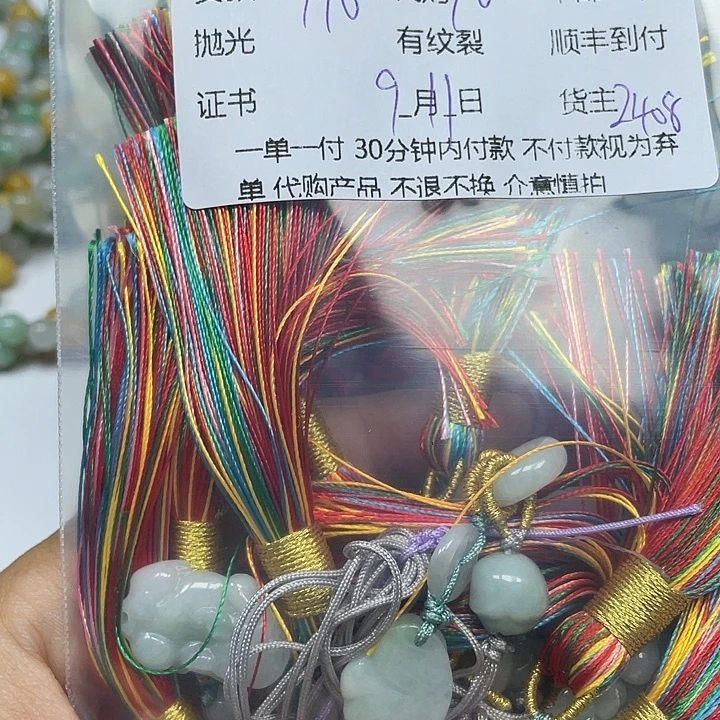 抛光 有纹裂 顺丰到付
证书 9月11日 货主2408
一单一付 30分钟内付款 不付款视为弃
单 代购产品 不退不换 介意慎拍